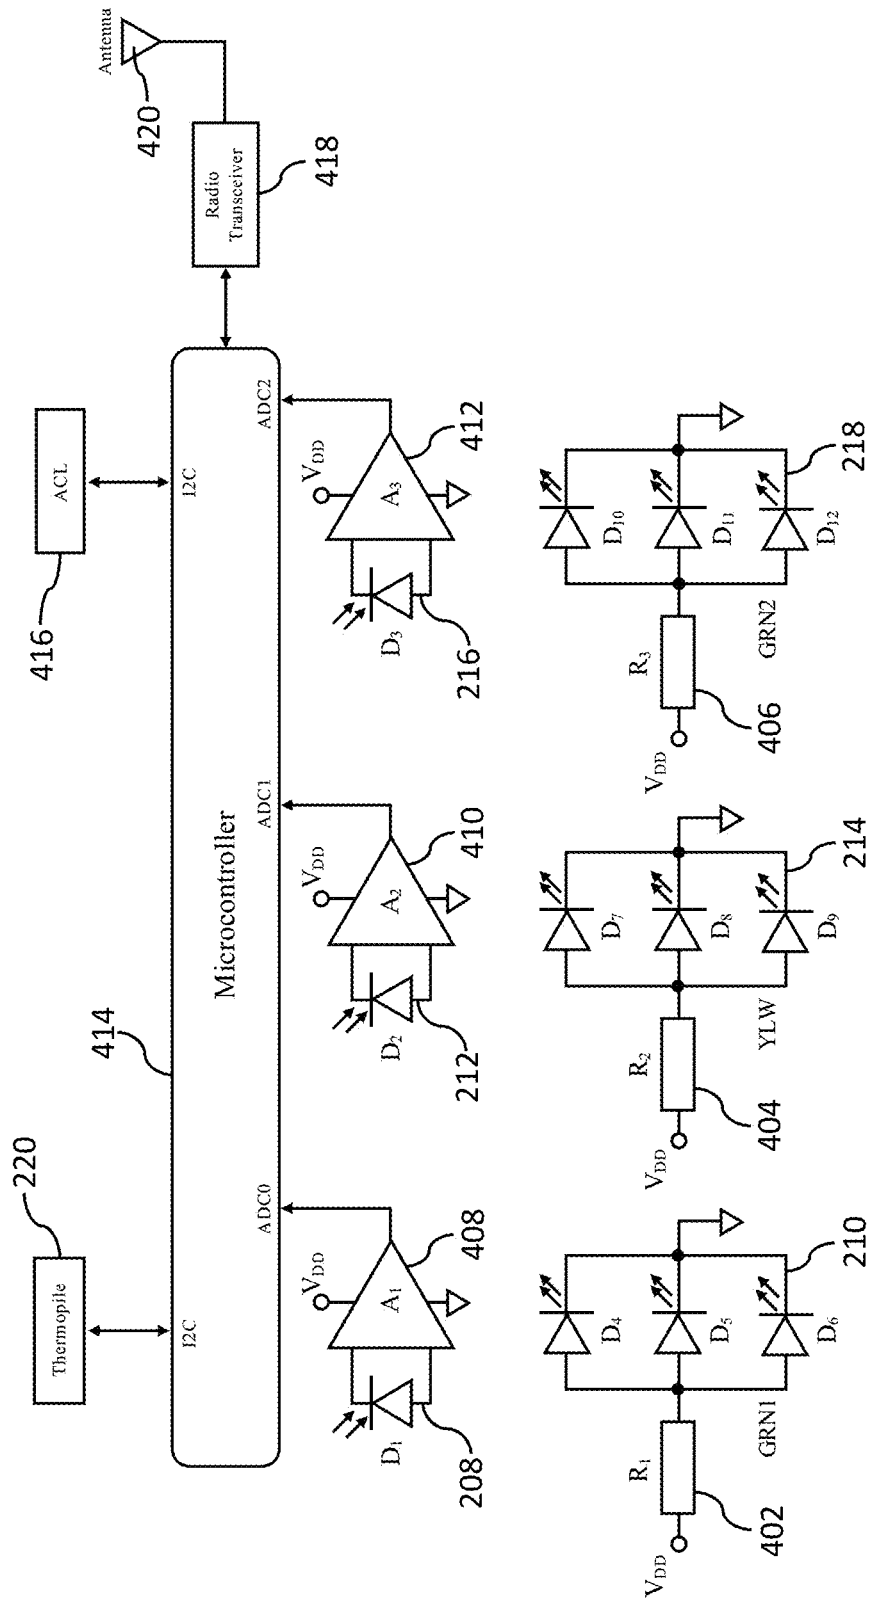 220
414
416
Thermopile
ACL
Antenna
420
I2C
I2C
Microcontroller
Radio
Transceiver
418
ADC0
ADC1
ADC2
VDD
A1
D1
208
408
VDD
A2
D2
212
410
VDD
A3
D3
216
412
VDD
R1
402
GRN1
D4
D5
D6
210
VDD
R2
404
YLW
D7
D8
D9
214
VDD
R3
406
GRN2
D10
D11
D12
218